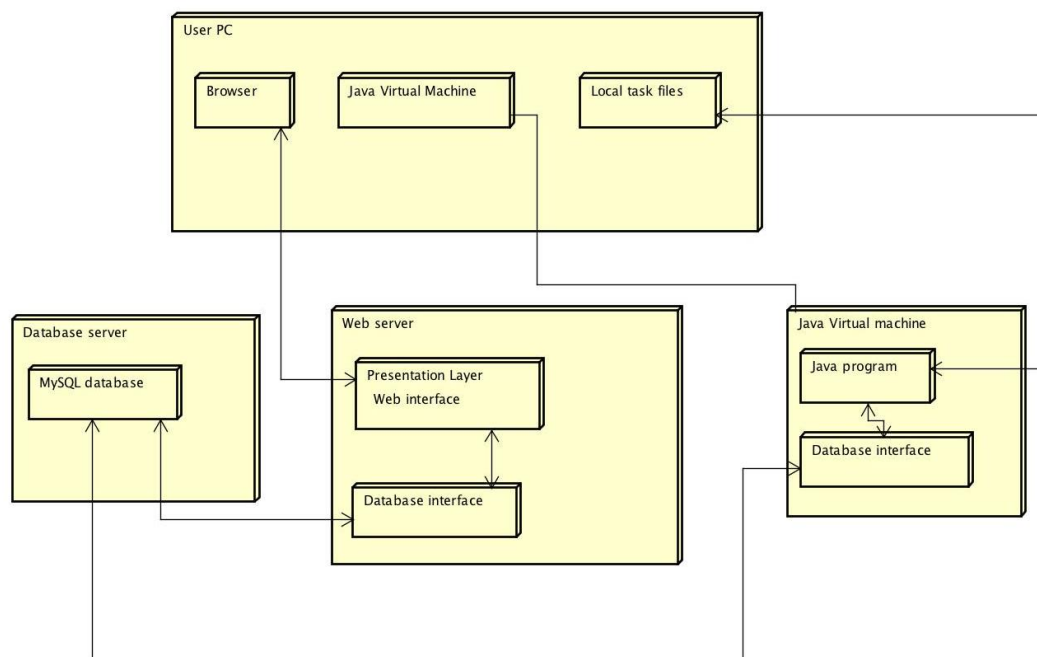 User PC
Browser
Java Virtual Machine
Local task files
Database server
MySQL database
Web server
Presentation Layer
Web interface
Database interface
Java Virtual machine
Java program
Database interface